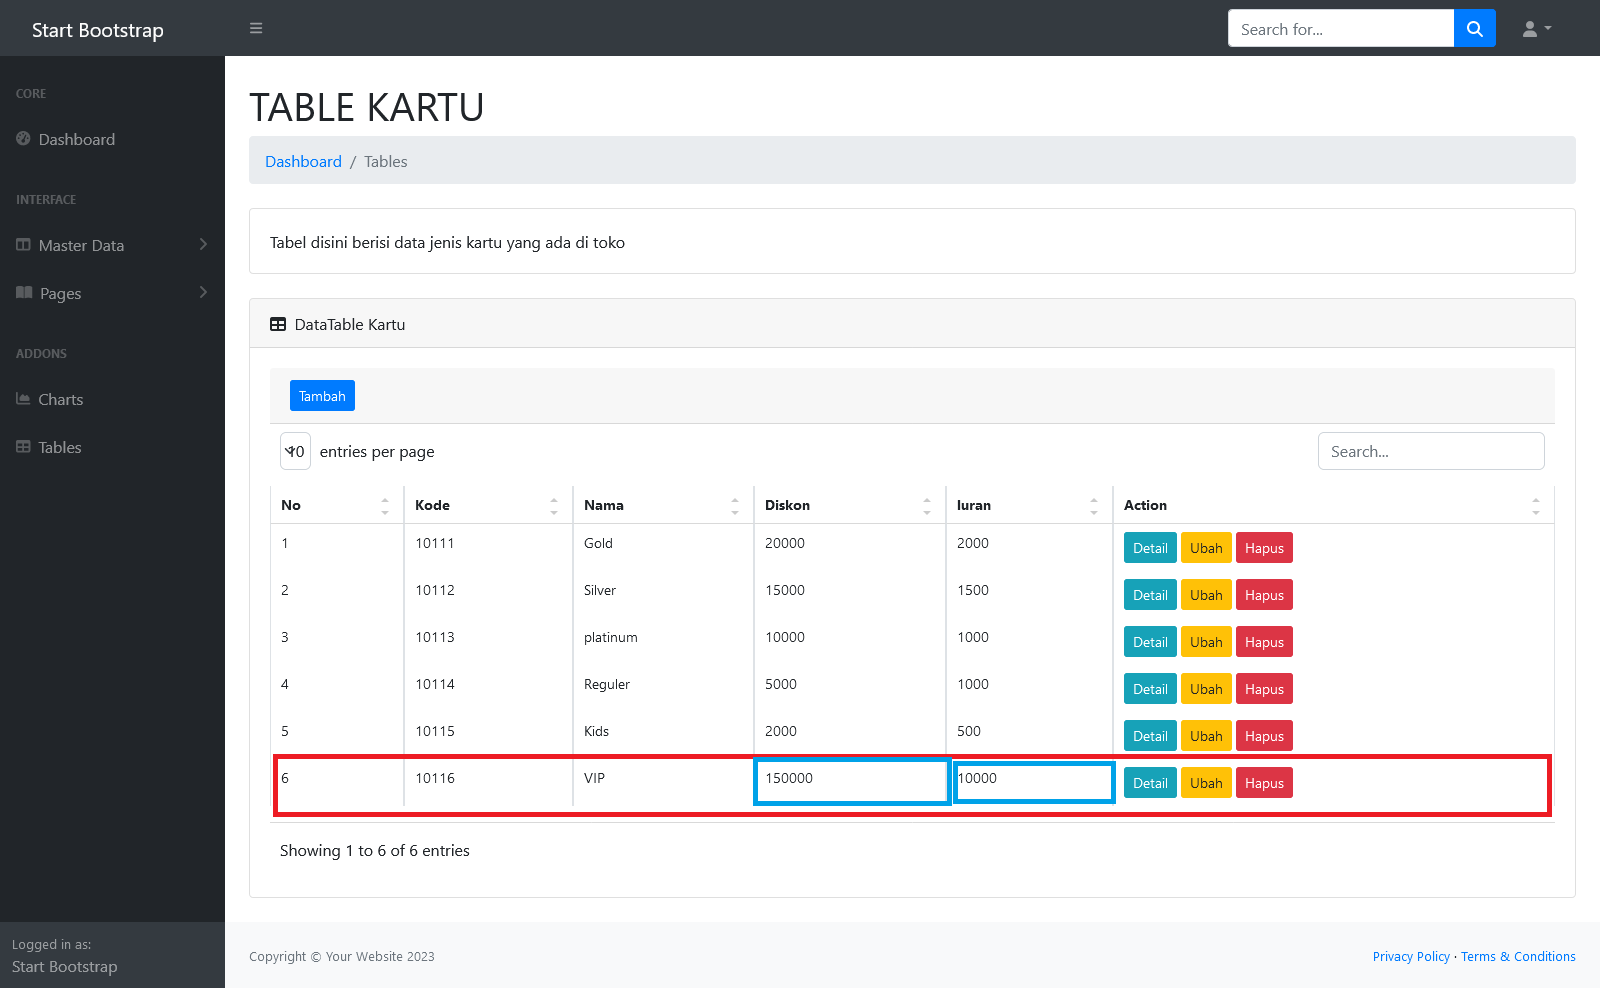 Start Bootstrap
Search for...
CORE
Dashboard
INTERFACE
Master Data
Pages
ADDONS
Charts
Tables
Logged in as:
Start Bootstrap
TABLE KARTU
Dashboard / Tables
Tabel disini berisi data jenis kartu yang ada di toko
DataTable Kartu
Tambah
10 entries per page
Search...
No Kode Nama Diskon Iuran Action
1 10111 Gold 20000 2000 Detail Ubah Hapus
2 10112 Silver 15000 1500 Detail Ubah Hapus
3 10113 platinum 10000 1000 Detail Ubah Hapus
4 10114 Reguler 5000 1000 Detail Ubah Hapus
5 10115 Kids 2000 500 Detail Ubah Hapus
6 10116 VIP 150000 10000 Detail Ubah Hapus
Showing 1 to 6 of 6 entries
Copyright © Your Website 2023
Privacy Policy · Terms & Conditions